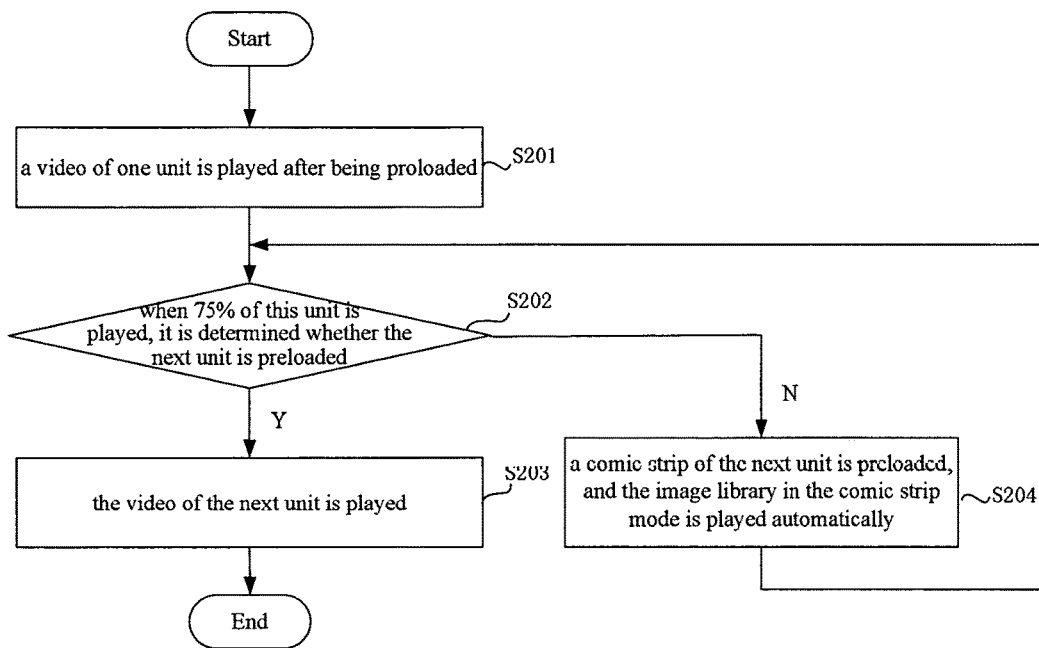 Start
a video of one unit is played after being proloaded
S201
when 75% of this unit is
played, it is determined whether the
next unit is preloaded
S202
N
Y
the video of the next unit is played
S203
a comic strip of the next unit is preloaded,
and the image library in the comic strip
mode is played automatically
S204
End